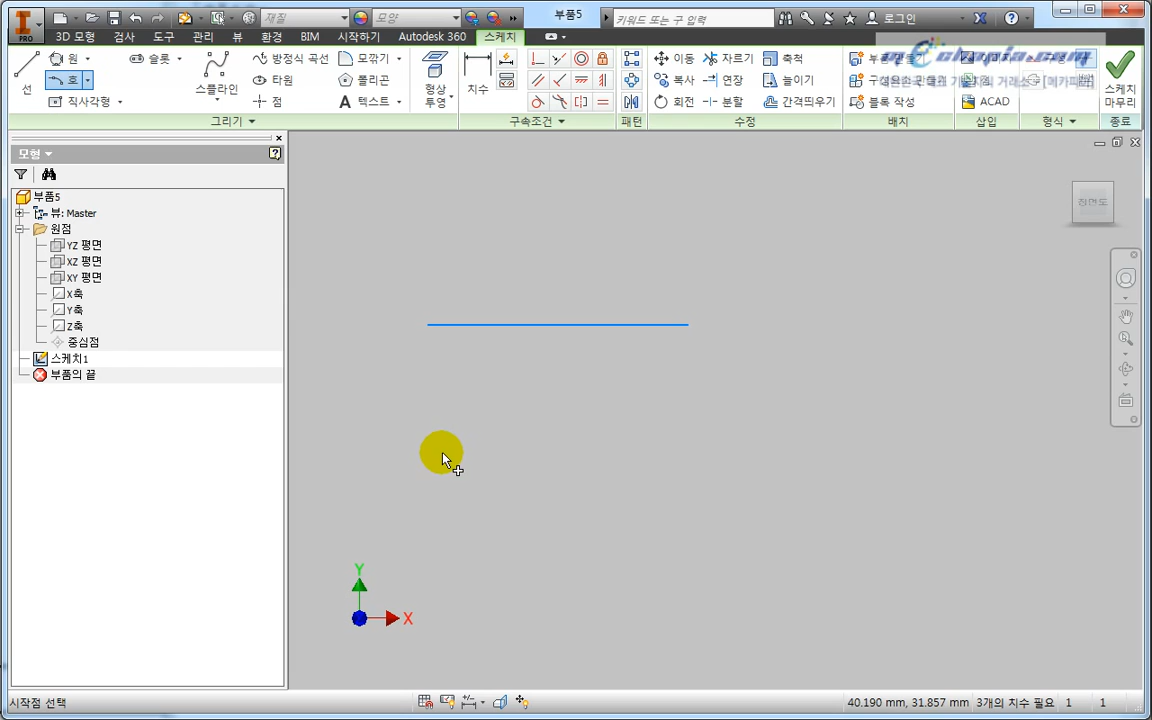 재질
모양
부품5
키워드 또는 구 입력
로그인
PRO
3D 모형 검사 도구 관리 뷰 환경 BIM 시작하기 Autodesk 360 스케치
선
원
호
직사각형
슬롯
스플라인
방정식 곡선
타원
점
모깎기
폴리곤
텍스트
형상
투영
치수
이동
복사
회전
자르기
연장
분할
축척
늘이기
간격띄우기
블록 작성
ACAD
스케치
마무리
그리기 구속조건 패턴 수정 배치 삽입 형식 종료
모형
부품5
뷰: Master
원점
YZ 평면
XZ 평면
XY 평면
X축
Y축
Z축
중심점
스케치1
부품의 끝
정면도
Y
X
시작점 선택
40.190 mm, 31.857 mm 3개의 치수 필요 1 1